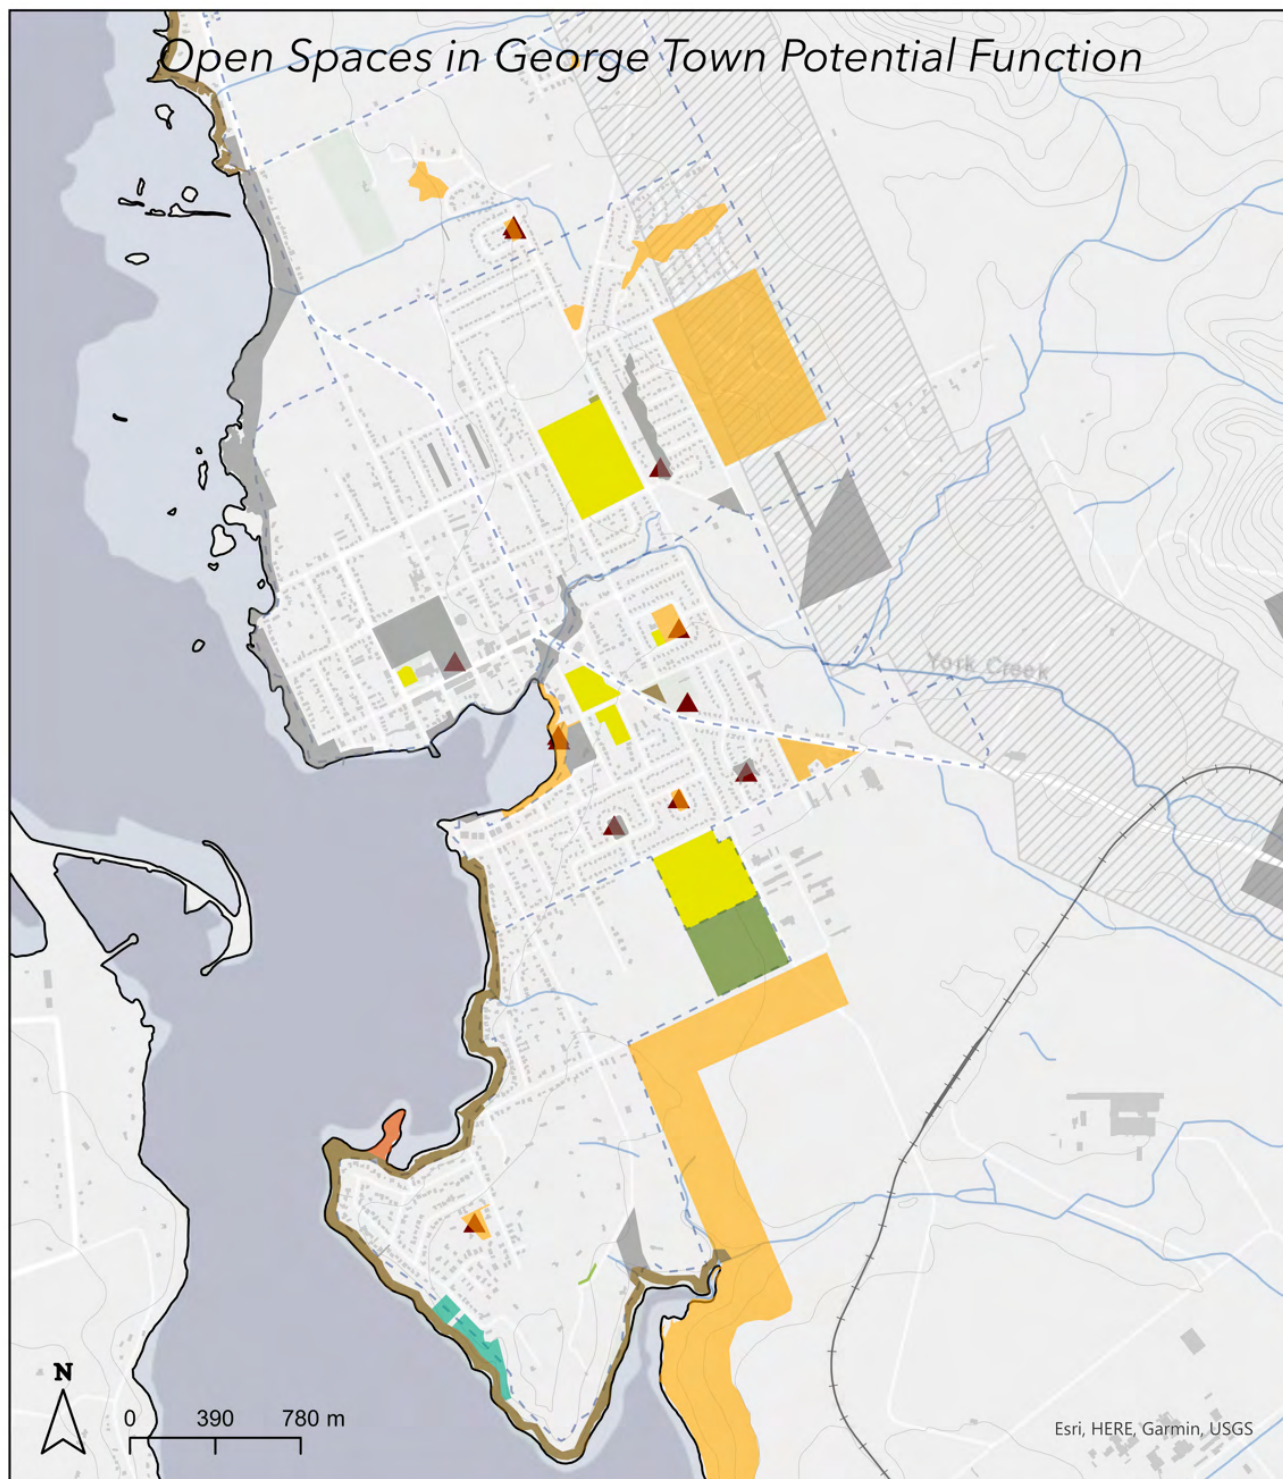 Open Spaces in George Town Potential Function
York Creek
N
0 390 780 m
Esri, HERE, Garmin, USGS